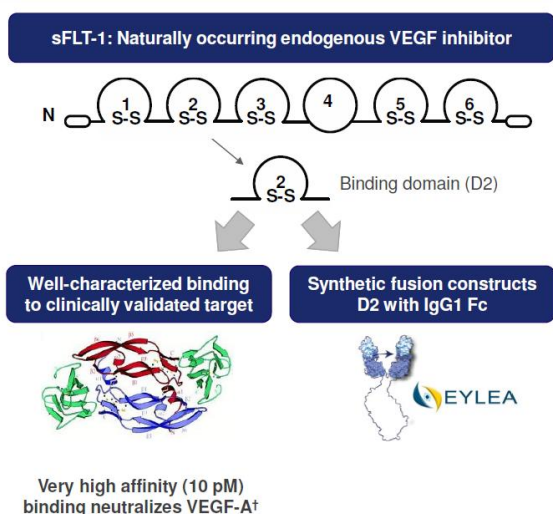 sFLT-1: Naturally occurring endogenous VEGF inhibitor
N
1 2 3 4 5 6
S-S S-S S-S S-S S-S
2
S-S
Binding domain (D2)
Well-characterized binding
to clinically validated target
Synthetic fusion constructs
D2 with IgG1 Fc
EYLEA
Very high affinity (10 pM)
binding neutralizes VEGF-A†